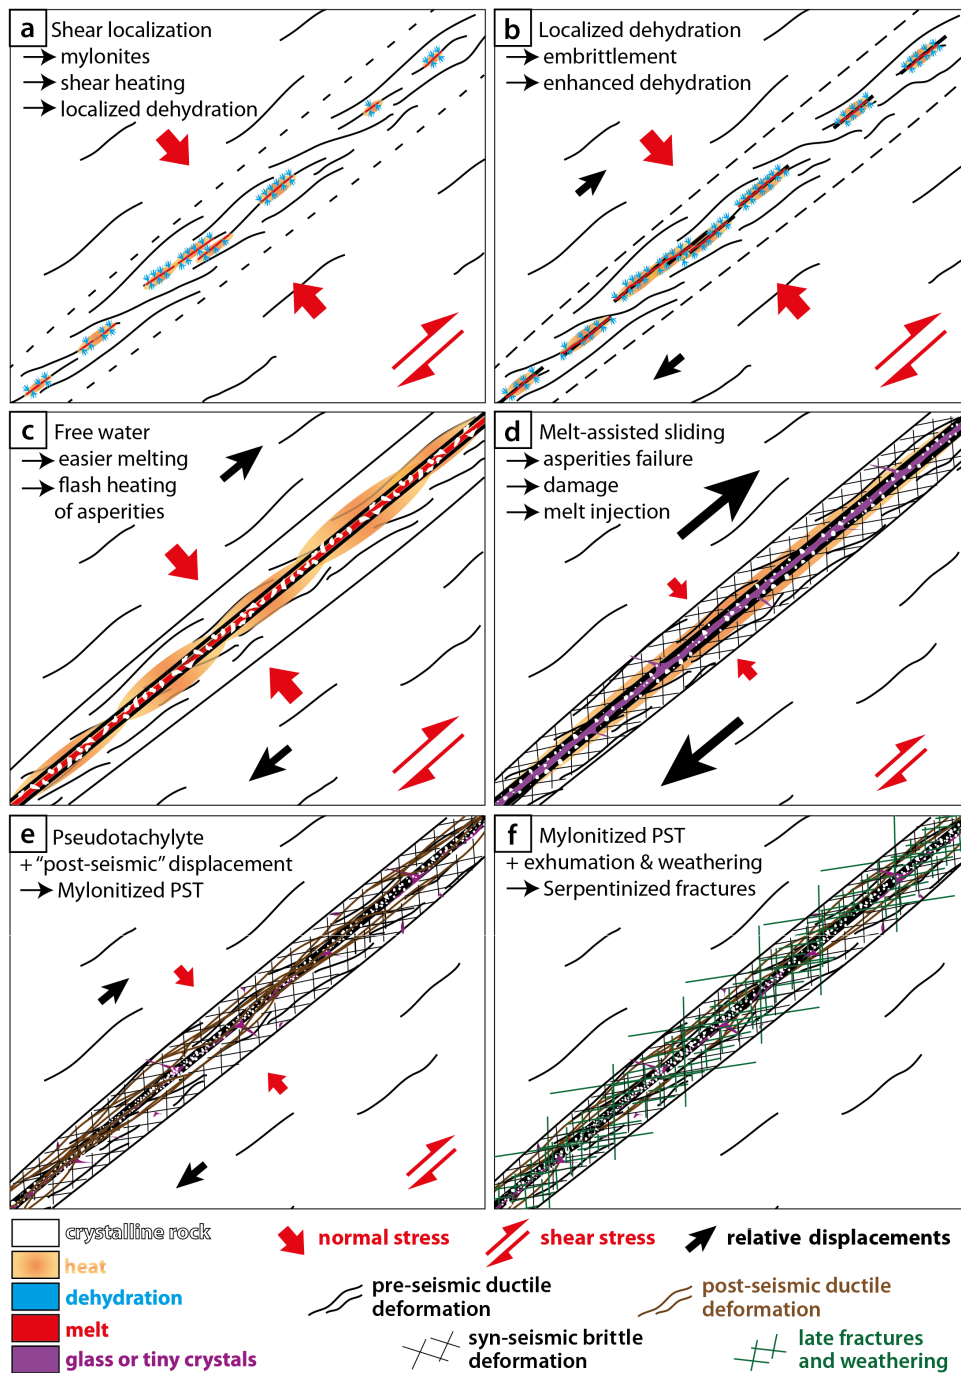 a Shear localization
→ mylonites
→ shear heating
→ localized dehydration
b Localized dehydration
→ embrittlement
→ enhanced dehydration
c Free water
→ easier melting
→ flash heating
of asperities
d Melt-assisted sliding
→ asperities failure
→ damage
→ melt injection
e Pseudotachylyte
+ “post-seismic” displacement
→ Mylonitized PST
f Mylonitized PST
+ exhumation & weathering
→ Serpentinized fractures
crystalline rock
heat
dehydration
melt
glass or tiny crystals
normal stress
shear stress
relative displacements
pre-seismic ductile
deformation
post-seismic ductile
deformation
syn-seismic brittle
deformation
late fractures
and weathering